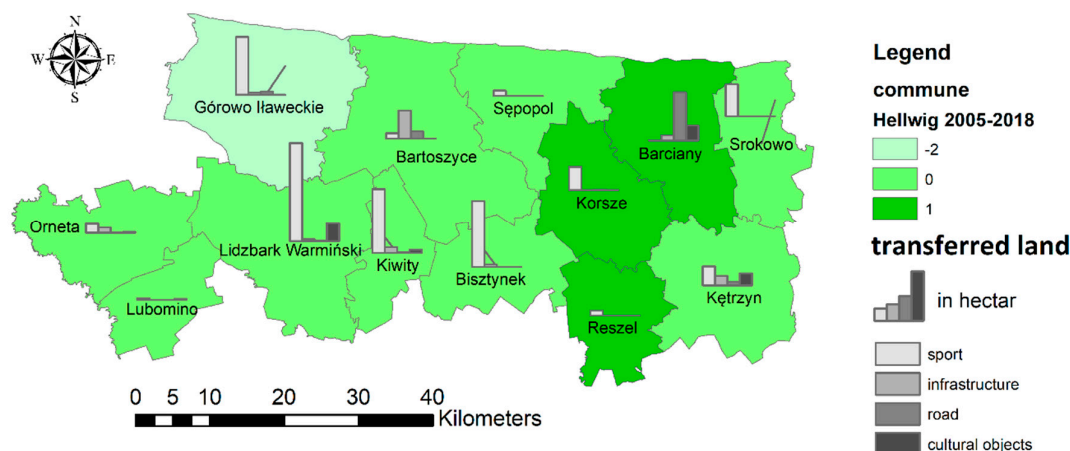 N
W E
S
Górowo Iławeckie
Bartoszyce
Sępopol
Barciany
Srokowo
Korsze
Orneta
Lidzbark Warmiński
Kiwity
Bisztynek
Kętrzyn
Lubomino
Reszel
0 5 10 20 30 40
Kilometers
Legend
commune
Hellwig 2005-2018
-2
0
1
transferred land
in hectar
sport
infrastructure
road
cultural objects